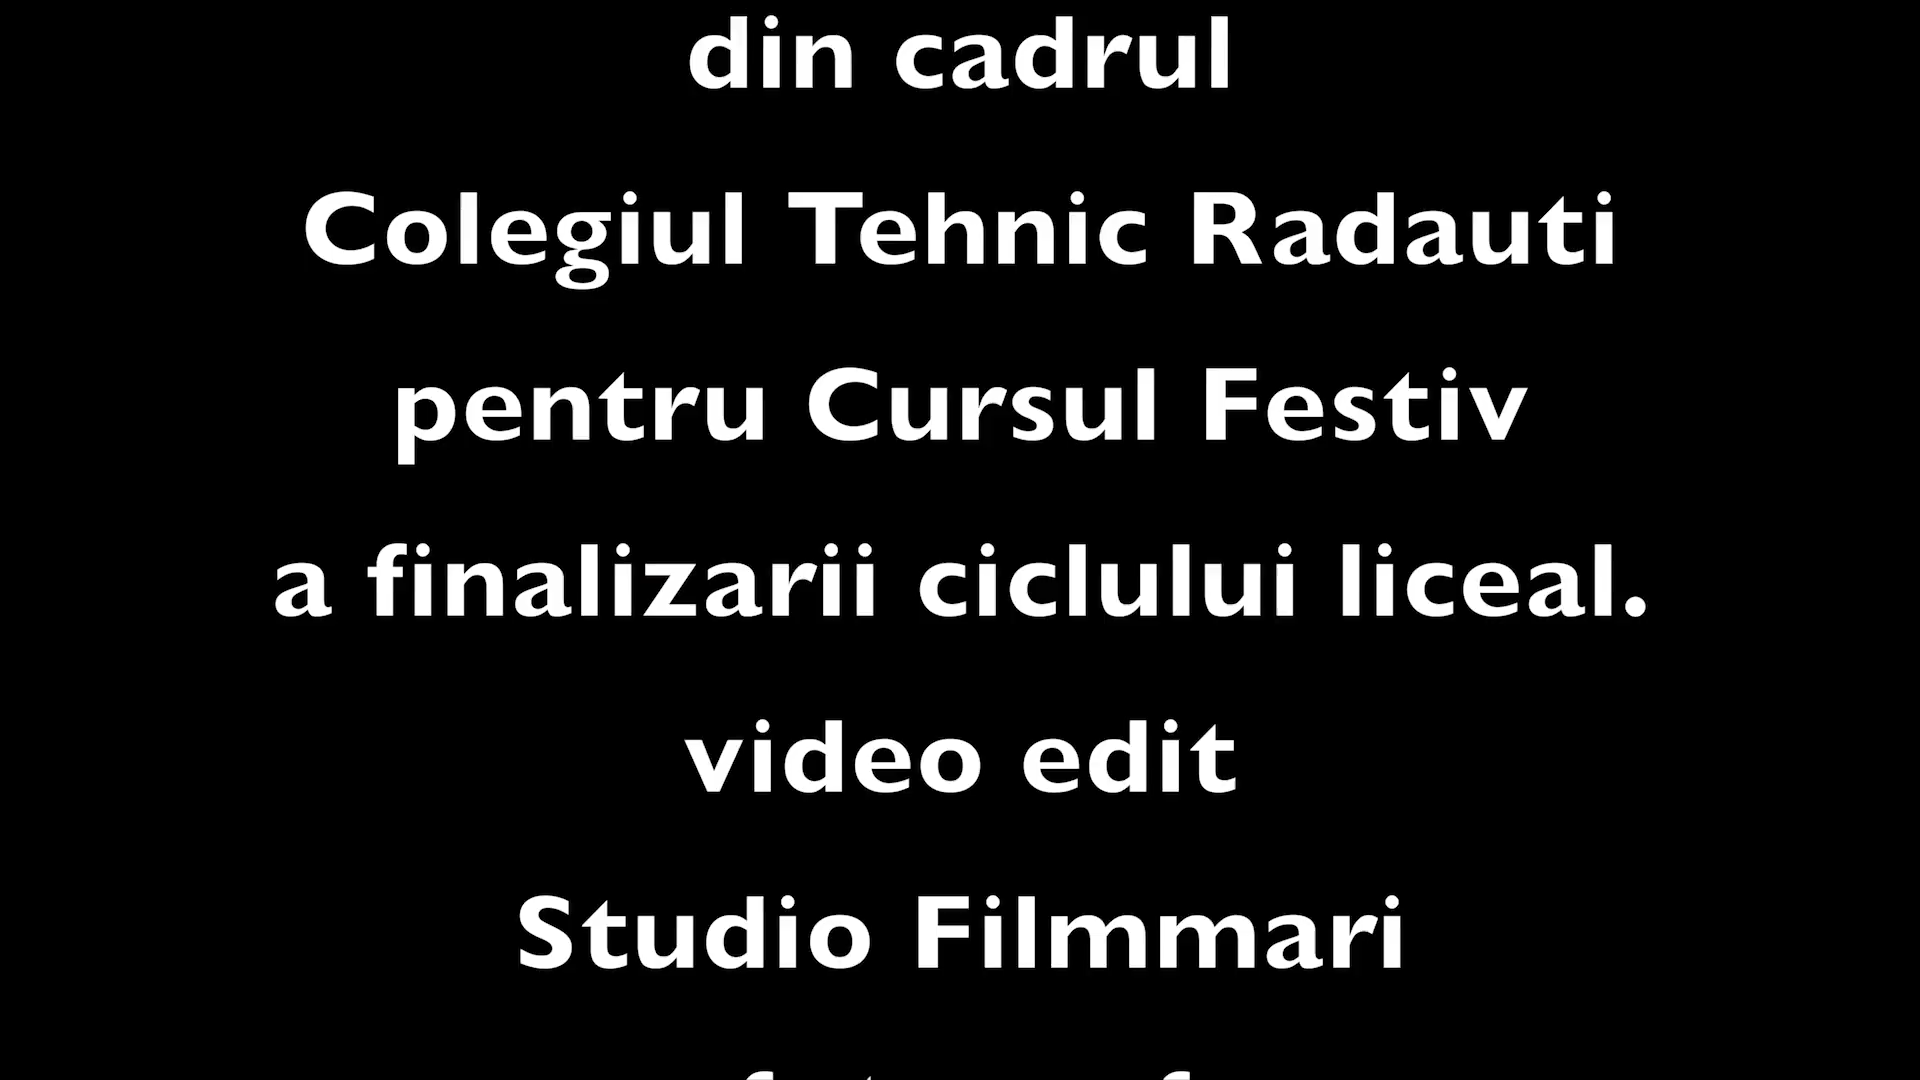 din cadrul
Colegiul Tehnic Radauti
pentru Cursul Festiv
a finalizarii ciclului liceal.
video edit
Studio Filmmari